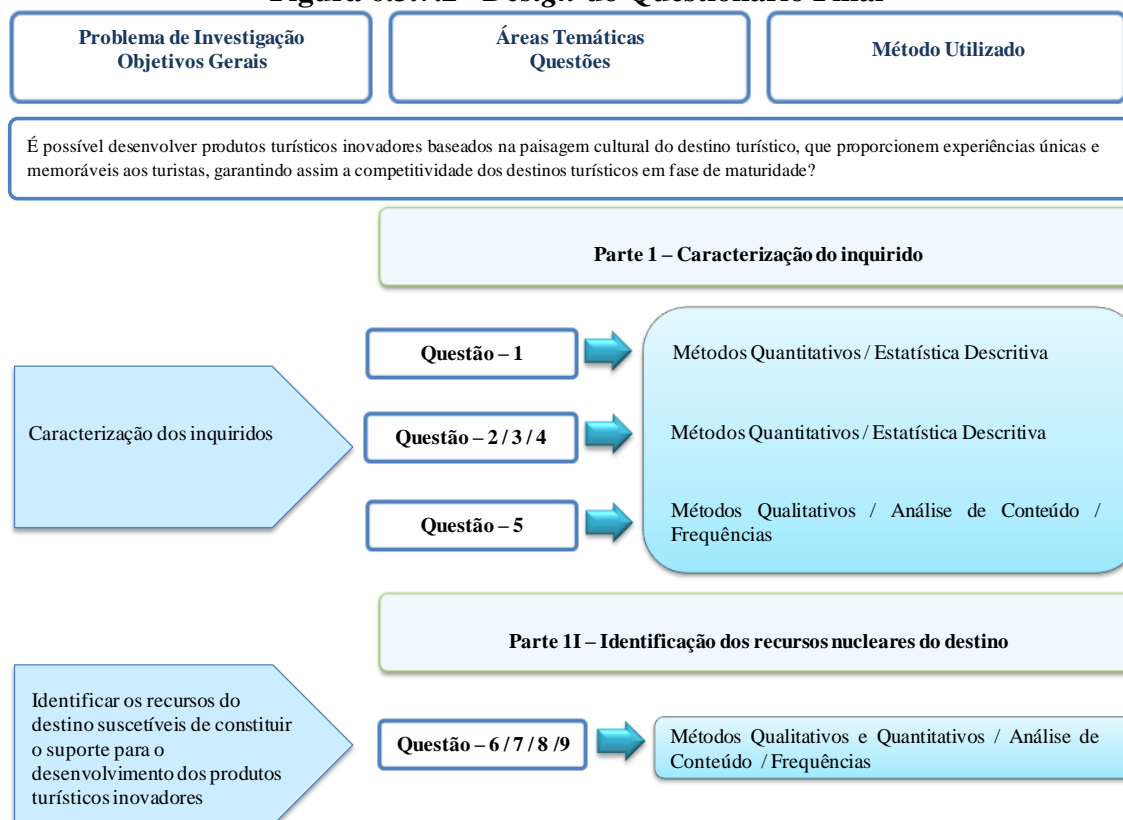 Problema de Investigação
Objetivos Gerais
Áreas Temáticas
Questões
Método Utilizado
É possível desenvolver produtos turísticos inovadores baseados na paisagem cultural do destino turístico, que proporcionem experiências únicas e
memoráveis aos turistas, garantindo assim a competitividade dos destinos turísticos em fase de maturidade?
Parte 1 – Caracterização do inquirido
Caracterização dos inquiridos
Questão – 1
Métodos Quantitativos / Estatística Descritiva
Questão – 2 / 3 / 4
Métodos Quantitativos / Estatística Descritiva
Questão – 5
Métodos Qualitativos / Análise de Conteúdo /
Frequências
Parte 1I – Identificação dos recursos nucleares do destino
Identificar os recursos do
destino suscetíveis de constituir
o suporte para o
desenvolvimento dos produtos
turísticos inovadores
Questão – 6 / 7 / 8 /9
Métodos Qualitativos e Quantitativos / Análise de
Conteúdo / Frequências